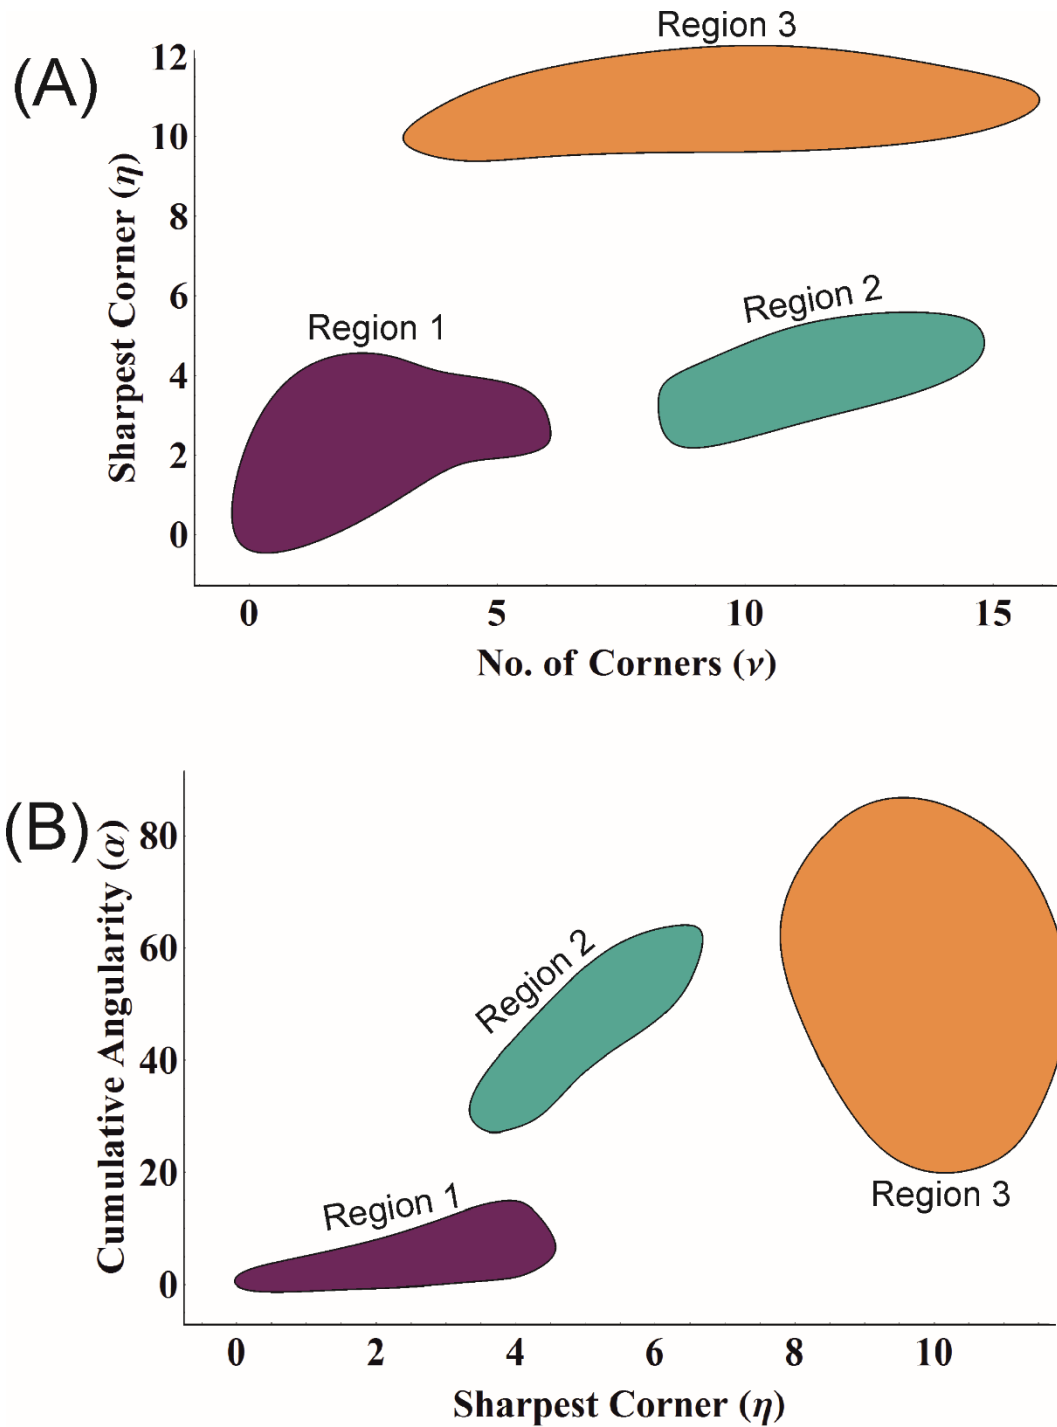 (A)
Region 3
Region 2
Region 1
Sharpest Corner (η)
12
10
8
6
4
2
0
0 5 10 15
No. of Corners (ν)
(B)
Region 2
Region 1
Region 3
Cumulative Angularity (α)
80
60
40
20
0
0 2 4 6 8 10
Sharpest Corner (η)